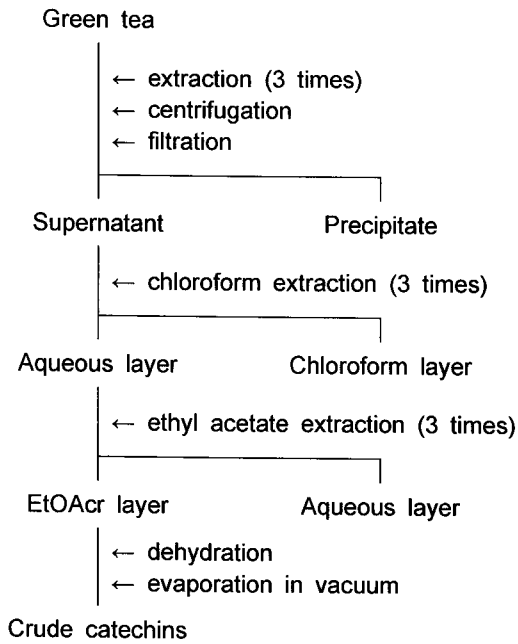 Green tea
← extraction (3 times)
← centrifugation
← filtration
Supernatant Precipitate
← chloroform extraction (3 times)
Aqueous layer Chloroform layer
← ethyl acetate extraction (3 times)
EtOAcr layer Aqueous layer
← dehydration
← evaporation in vacuum
Crude catechins